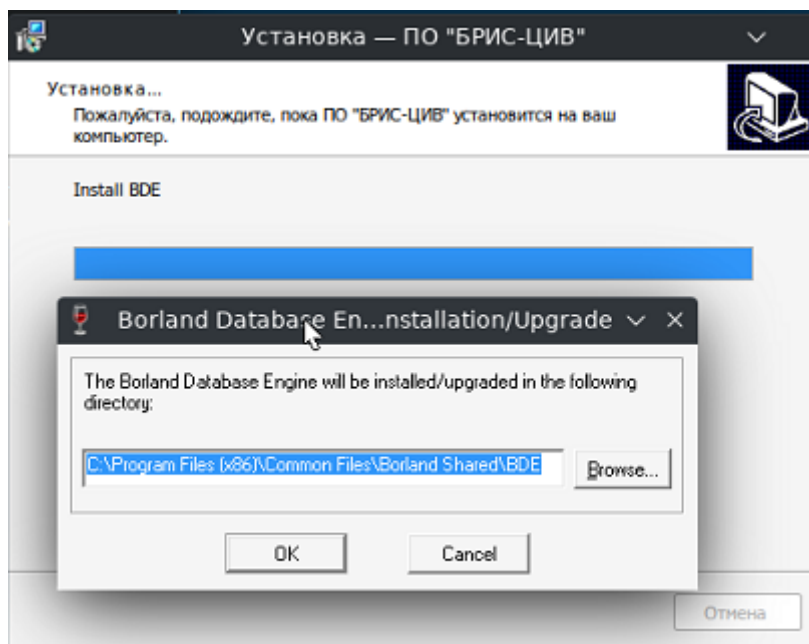 Установка — ПО "БРИС-ЦИВ"
Установка...
Пожалуйста, подождите, пока ПО "БРИС-ЦИВ" установится на ваш
компьютер.
Install BDE
Borland Database En...nstallation/Upgrade
The Borland Database Engine will be installed/upgraded in the following
directory:
C:\Program Files (x86)\Common Files\Borland Shared\BDE
Browse...
OK
Cancel
Отмена